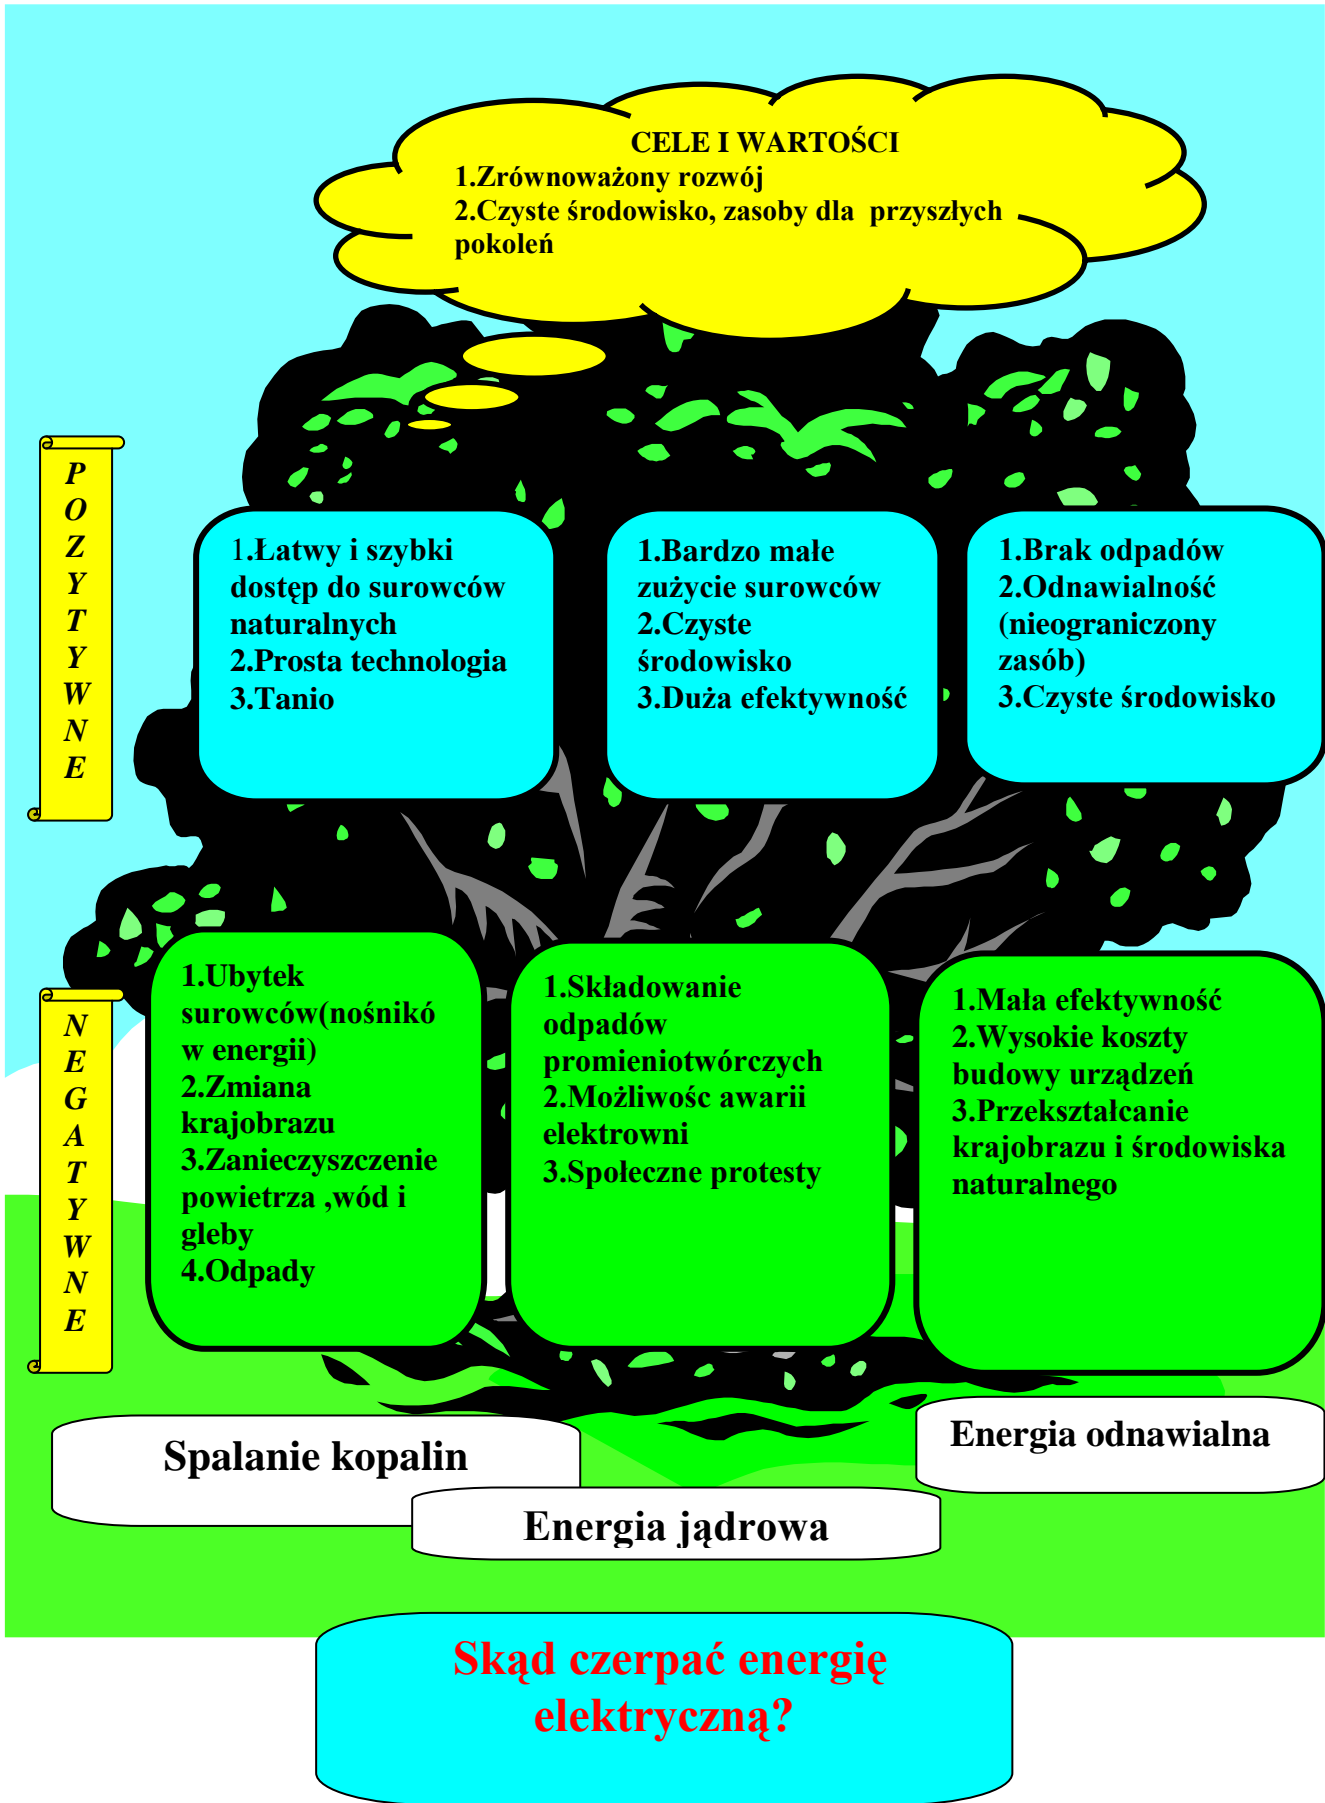 CELE I WARTOŚCI
1.Zrównoważony rozwój
2.Czyste środowisko, zasoby dla przyszłych
pokoleń
P
O
Z
Y
T
Y
W
N
E
1.Łatwy i szybki
dostęp do surowców
naturalnych
2.Prosta technologia
3.Tanio
1.Bardzo małe
zużycie surowców
2.Czyste
środowisko
3.Duża efektywność
1.Brak odpadów
2.Odnawialność
(nieograniczony
zasób)
3.Czyste środowisko
N
E
G
A
T
Y
W
N
E
1.Ubytek
surowców(nośnikó
w energii)
2.Zmiana
krajobrazu
3.Zanieczyszczenie
powietrza ,wód i
gleby
4.Odpady
1.Składowanie
odpadów
promieniotwórczych
2.Możliwośc awarii
elektrowni
3.Społeczne protesty
1.Mała efektywność
2.Wysokie koszty
budowy urządzeń
3.Przekształcanie
krajobrazu i środowiska
naturalnego
Spalanie kopalin
Energia jądrowa
Energia odnawialna
Skąd czerpać energię
elektryczną?